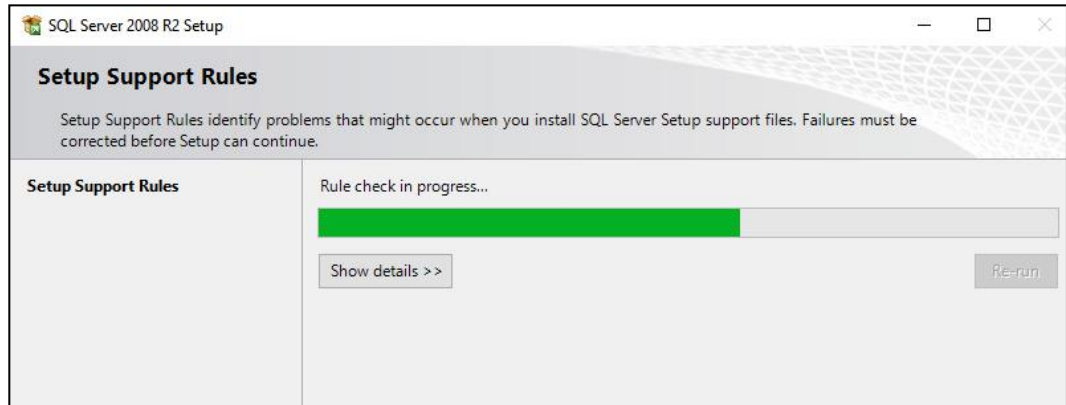 SQL Server 2008 R2 Setup
Setup Support Rules
Setup Support Rules identify problems that might occur when you install SQL Server Setup support files. Failures must be
corrected before Setup can continue.
Setup Support Rules
Rule check in progress...
Show details >>
Re-run